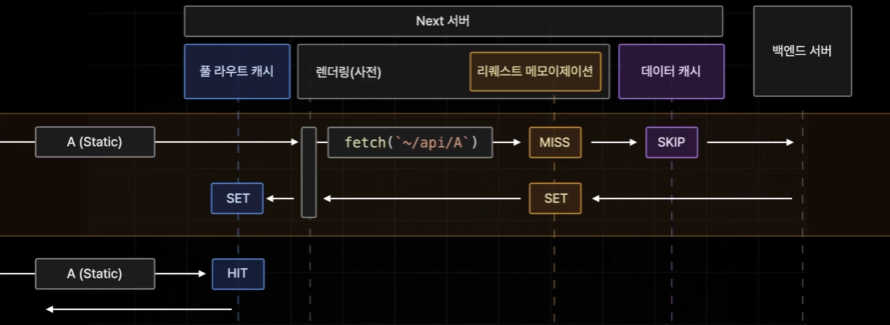 Next 서버
백엔드 서버
풀 라우트 캐시
렌더링(사전)
리퀘스트 메모이제이션
데이터 캐시
A (Static)
fetch(`~/api/A`)
MISS
SKIP
SET
SET
A (Static)
HIT